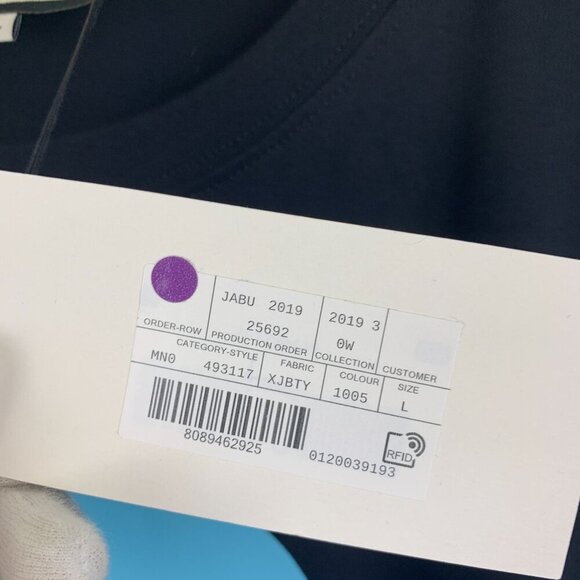 JABU 2019
2019 3
25692
0W
ORDER-ROW
PRODUCTION ORDER
COLLECTION
CUSTOMER
CATEGORY-STYLE
FABRIC
COLOUR
SIZE
MN0 493117
XJBTY
1005
L
8089462925
0120039193
RFID